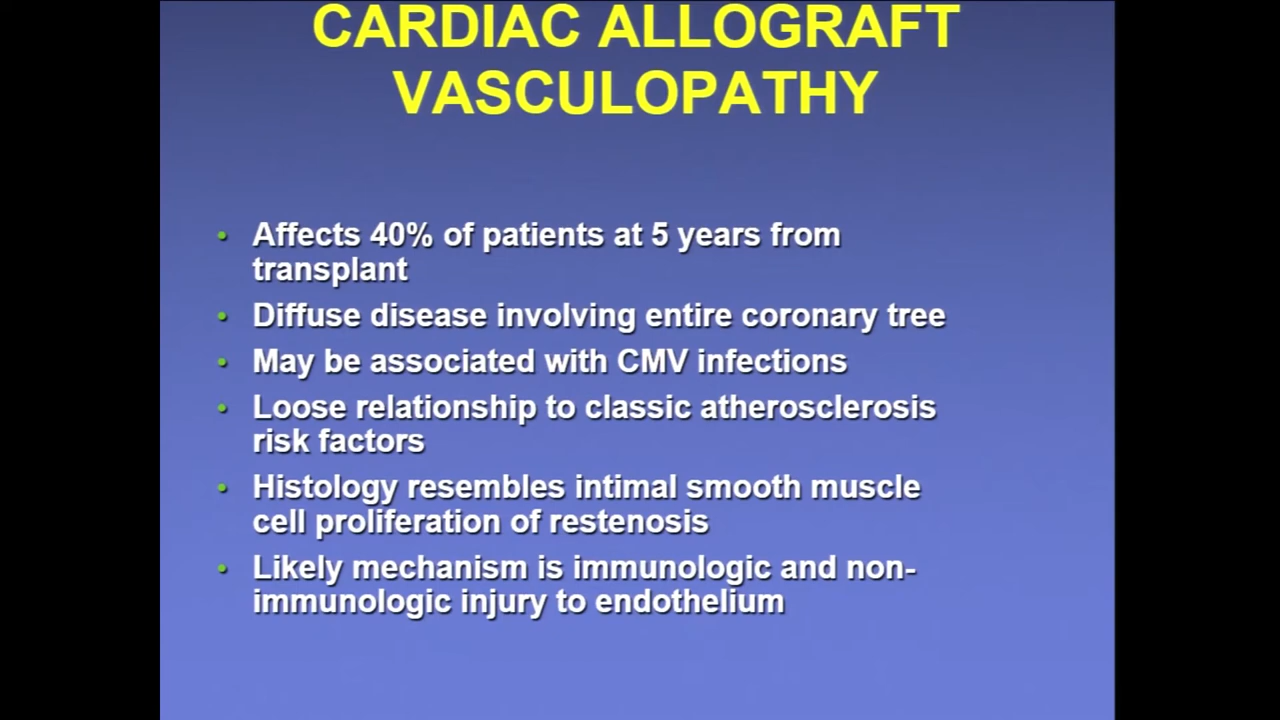 CARDIAC ALLOGRAFT
VASCULOPATHY
• Affects 40% of patients at 5 years from
transplant
• Diffuse disease involving entire coronary tree
• May be associated with CMV infections
• Loose relationship to classic atherosclerosis
risk factors
• Histology resembles intimal smooth muscle
cell proliferation of restenosis
• Likely mechanism is immunologic and non-
immunologic injury to endothelium